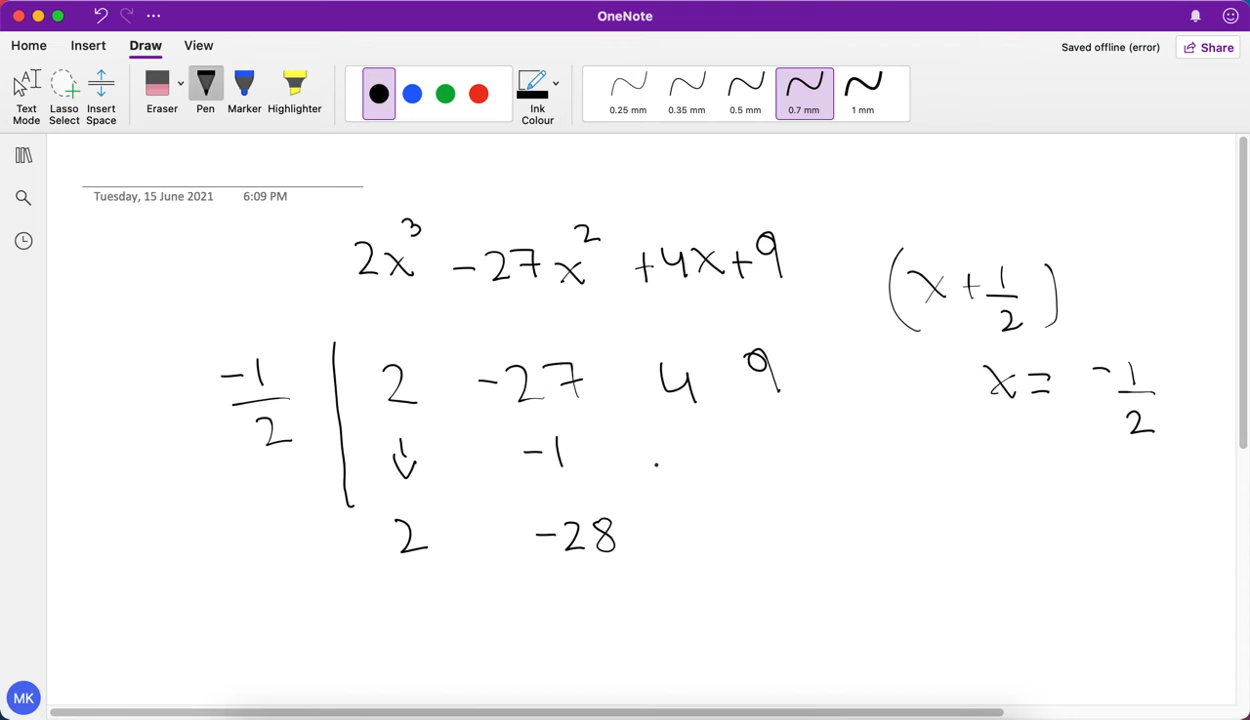 OneNote
Home Insert Draw View
Saved offline (error) Share
Text Mode
Lasso Select
Insert Space
Eraser
Pen
Marker
Highlighter
Ink Colour
0.25 mm
0.35 mm
0.5 mm
0.7 mm
1 mm
Tuesday, 15 June 2021 6:09 PM
2x³ - 27x² + 4x + 9
(x + 1/2)
-1/2 | 2 -27 4 9
x = -1/2
↓ -1 .
2 -28
MK